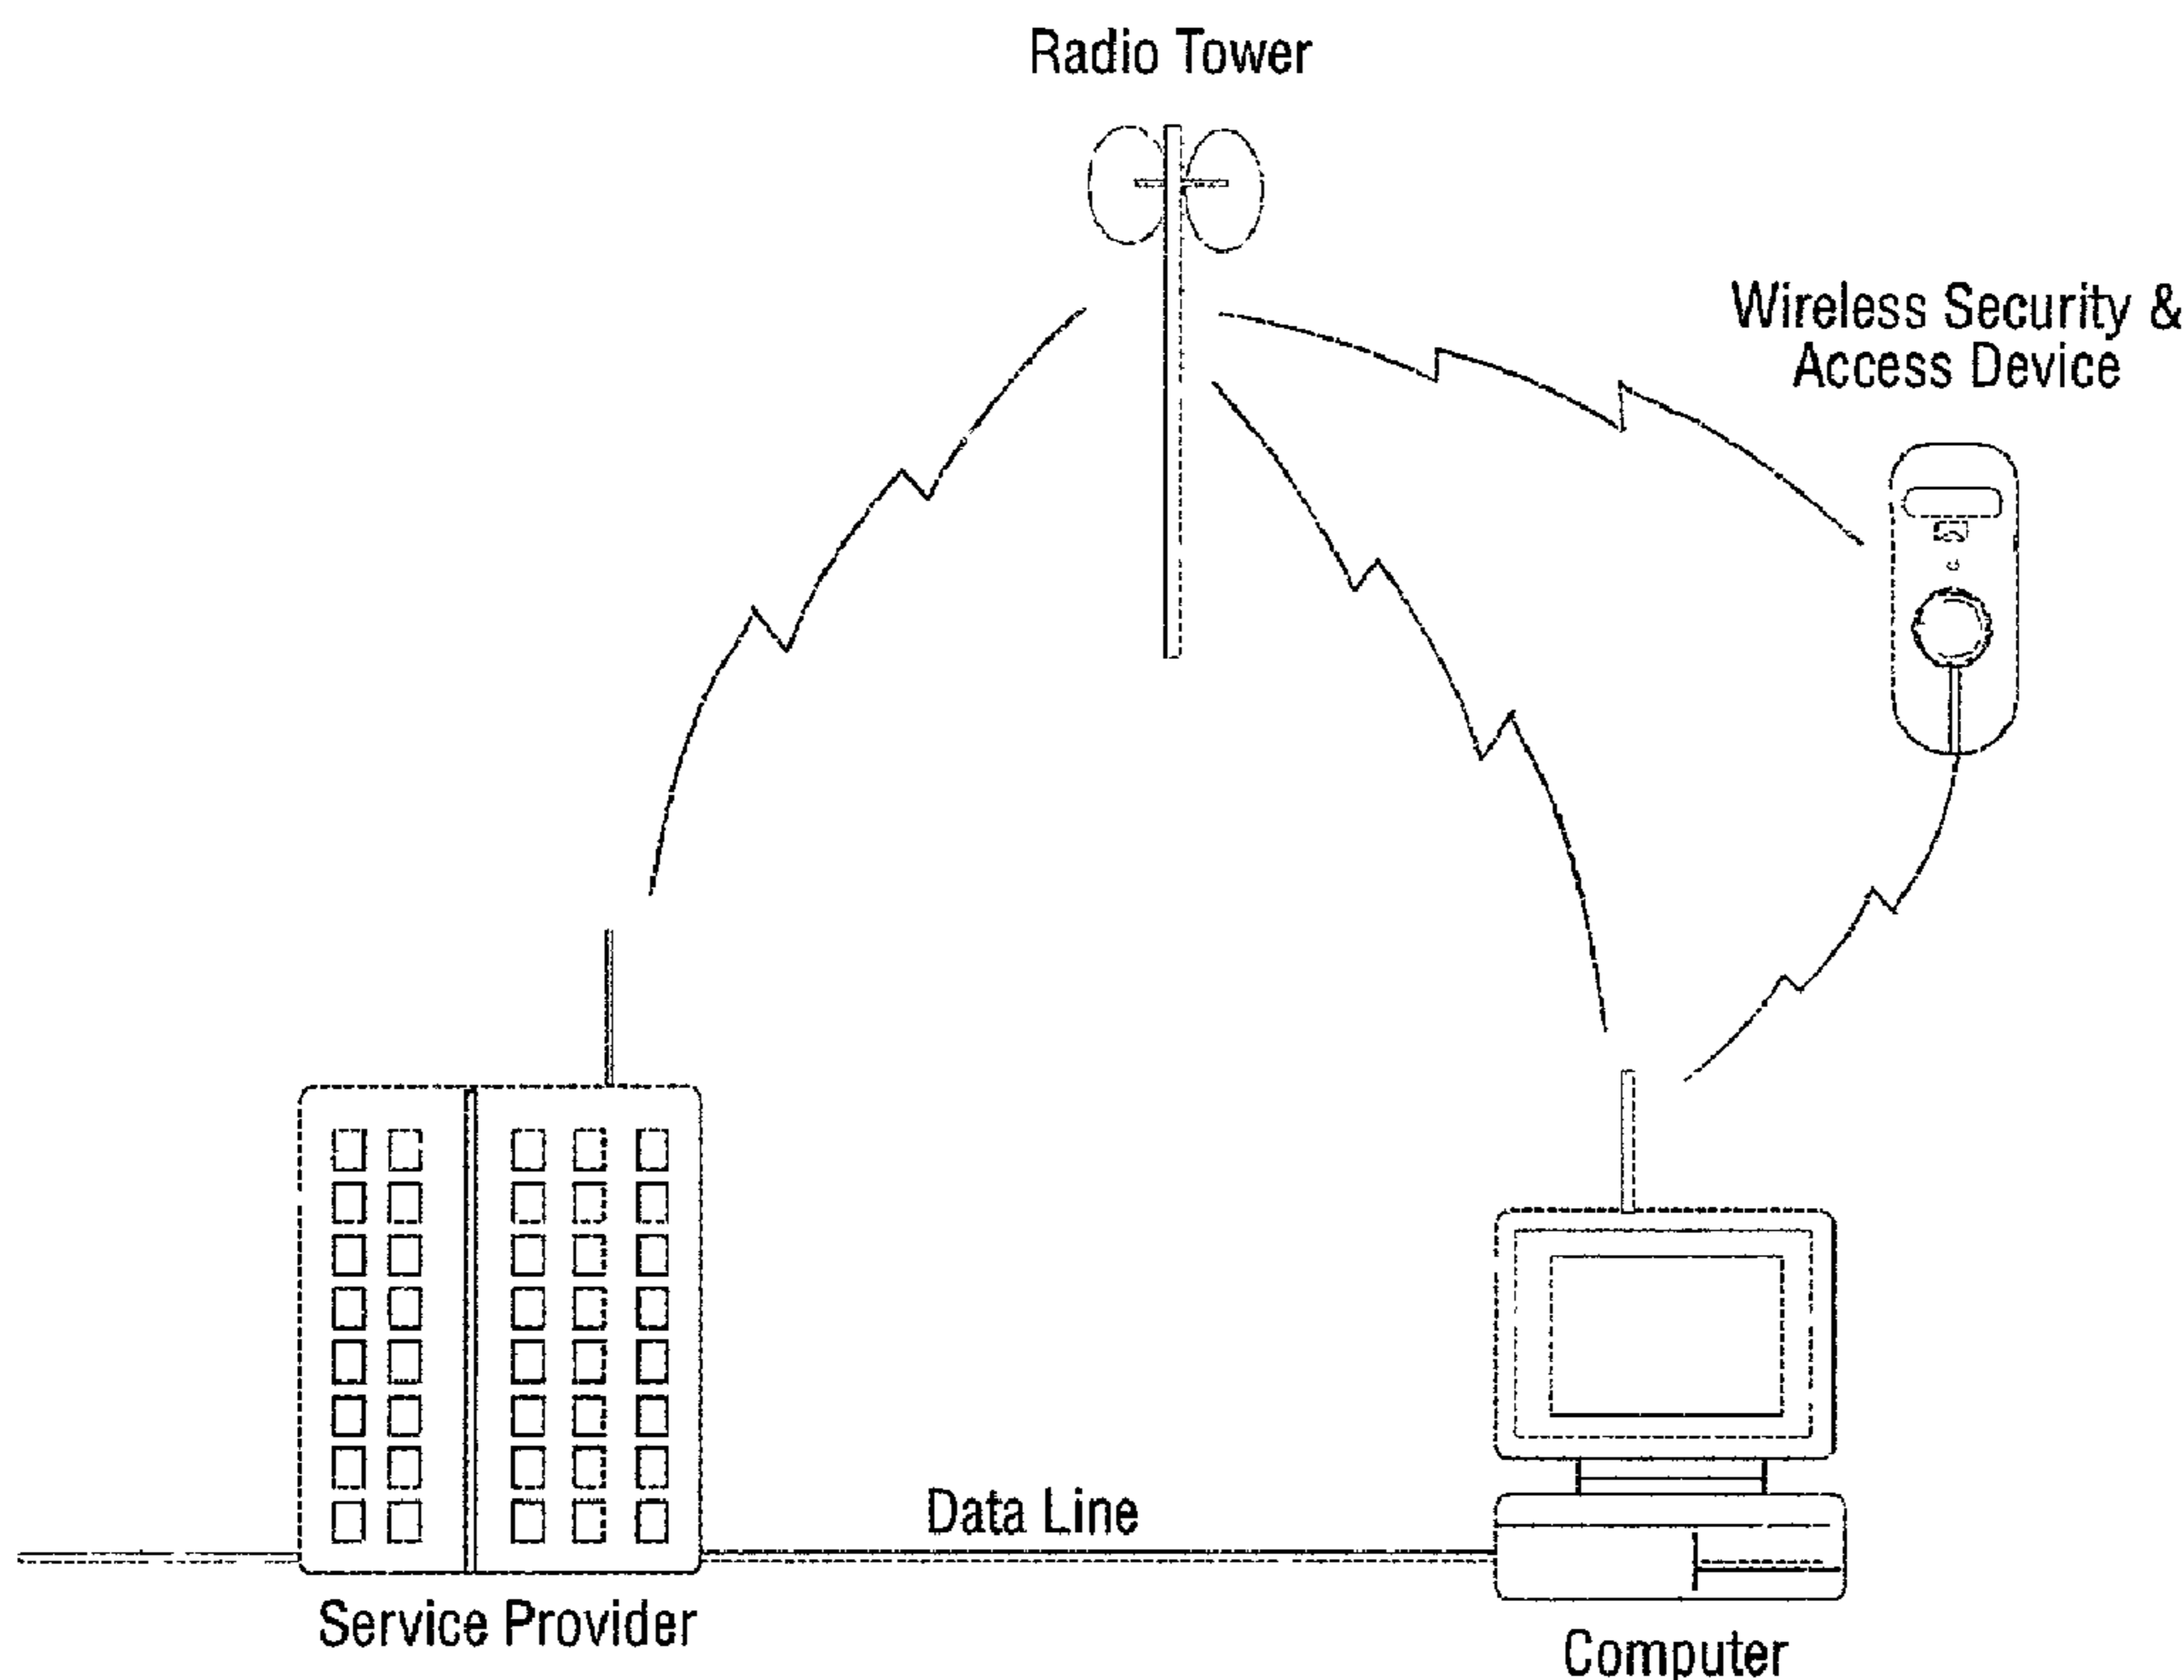 Radio Tower
Wireless Security &
Access Device
Data Line
Service Provider
Computer